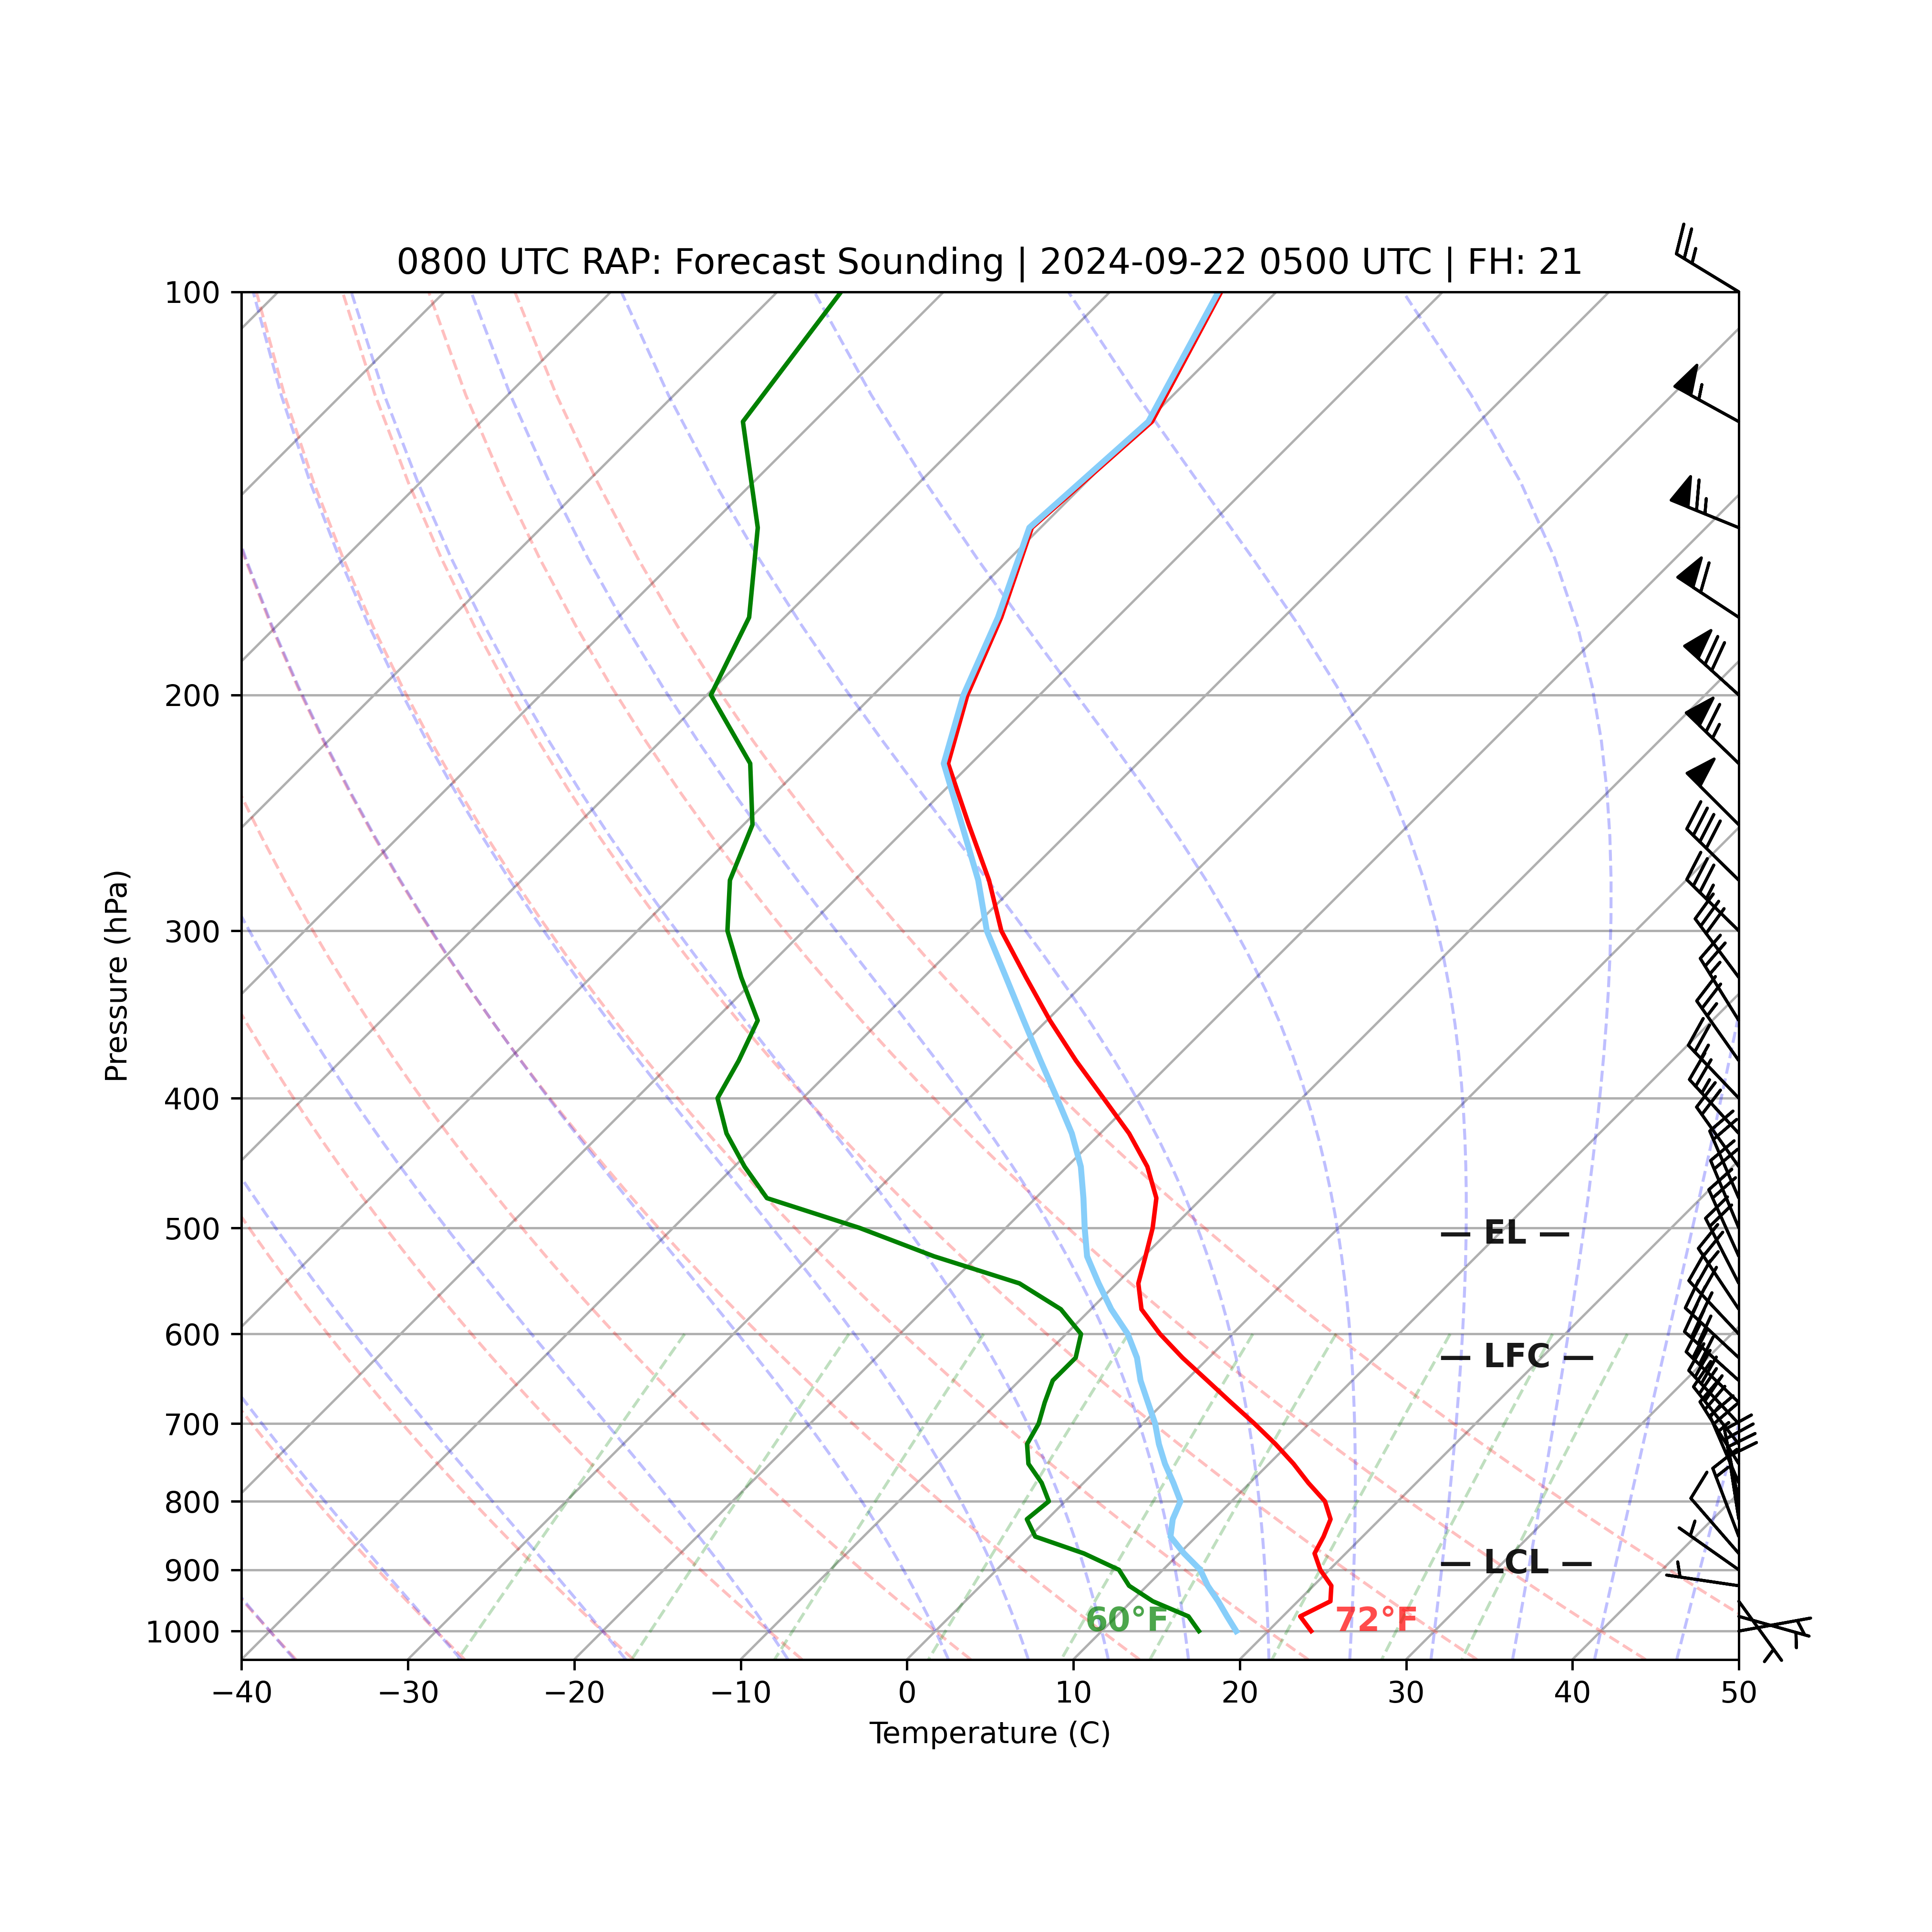 0800 UTC RAP: Forecast Sounding | 2024-09-22 0500 UTC | FH: 21
100
200
300
400
500
600
700
800
900
1000
Pressure (hPa)
— EL —
— LFC —
— LCL —
60°F
72°F
−40 −30 −20 −10 0 10 20 30 40 50
Temperature (C)